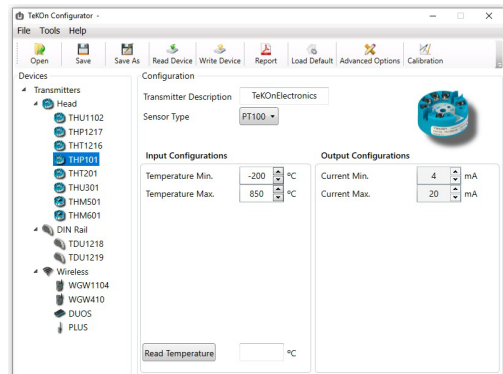 TeKOn Configurator -
File Tools Help
Open Save Save As Read Device Write Device Report Load Default Advanced Options Calibration
Devices
Transmitters
Head
THU1102
THP1217
THT1216
THP101
THT201
THU301
THM501
THM601
DIN Rail
TDU1218
TDU1219
Wireless
WGW1104
WGW410
DUOS
PLUS
Configuration
Transmitter Description TeKOnElectronics
Sensor Type PT100
Input Configurations
Temperature Min. -200 ºC
Temperature Max. 850 ºC
Read Temperature ºC
Output Configurations
Current Min. 4 mA
Current Max. 20 mA